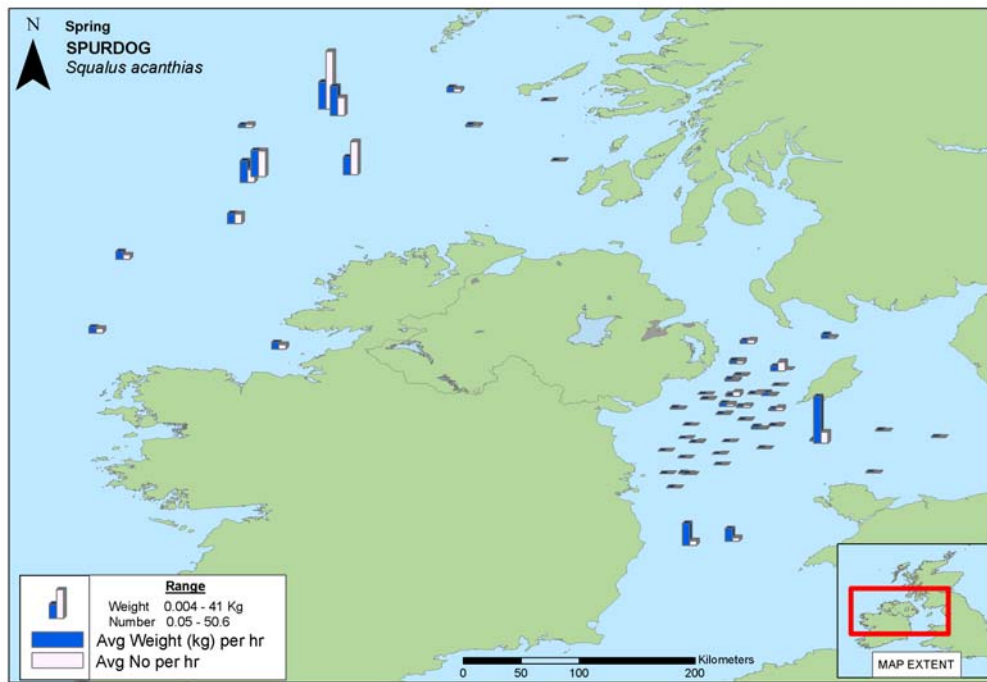 N
Spring
SPURDOG
Squalus acanthias
Range
Weight 0.004 - 41 Kg
Number 0.05 - 50.6
Avg Weight (kg) per hr
Avg No per hr
Kilometers
0 50 100 200
MAP EXTENT